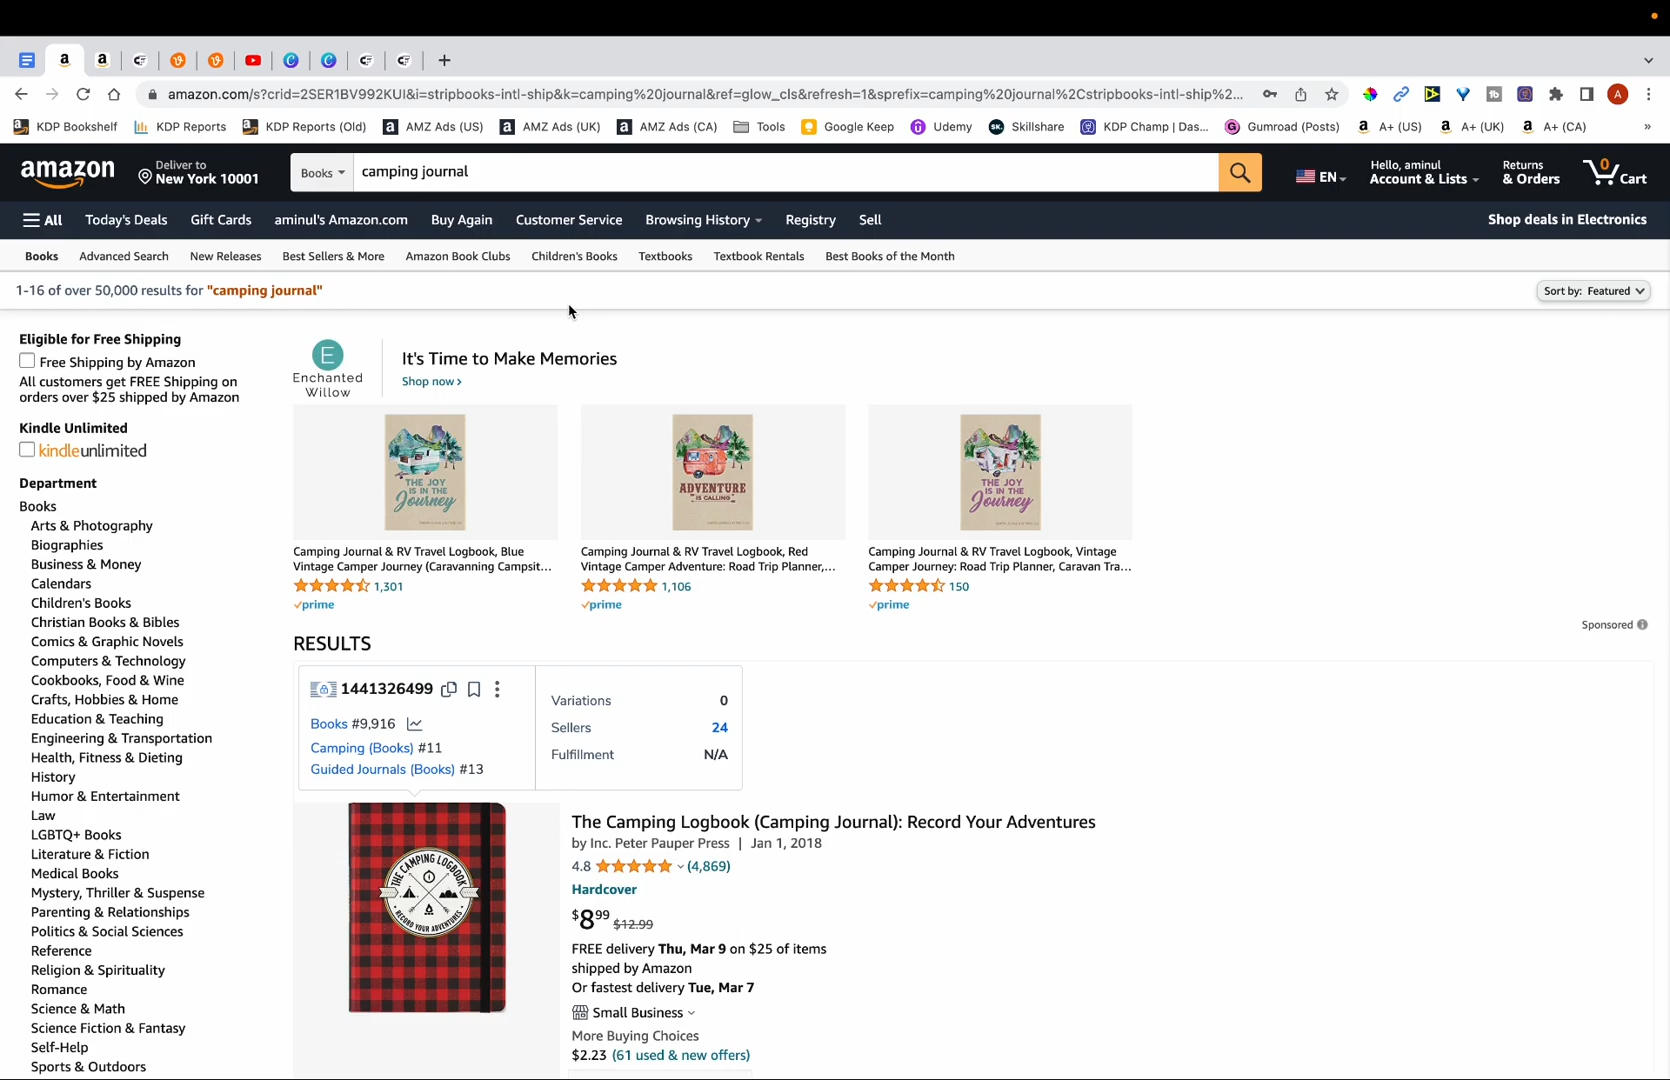 amazon.com/s?crid=2SER1BV992KUI&i=stripbooks-intl-ship&k=camping%20journal&ref=glow_cls&refresh=1&sprefix=camping%20journal%2Cstripbooks-intl-ship%2...
KDP Bookshelf KDP Reports KDP Reports (Old) AMZ Ads (US) AMZ Ads (UK) AMZ Ads (CA) Tools Google Keep Udemy Skillshare KDP Champ | Das... Gumroad (Posts) A+ (US) A+ (UK) A+ (CA) »
amazon Deliver to New York 10001 Books camping journal EN Hello, aminul Account & Lists Returns & Orders 0 Cart
All Today's Deals Gift Cards aminul's Amazon.com Buy Again Customer Service Browsing History Registry Sell Shop deals in Electronics
Books Advanced Search New Releases Best Sellers & More Amazon Book Clubs Children's Books Textbooks Textbook Rentals Best Books of the Month
1-16 of over 50,000 results for "camping journal" Sort by: Featured
Eligible for Free Shipping
Free Shipping by Amazon
All customers get FREE Shipping on
orders over $25 shipped by Amazon
Kindle Unlimited
kindleunlimited
Department
Books
Arts & Photography
Biographies
Business & Money
Calendars
Children's Books
Christian Books & Bibles
Comics & Graphic Novels
Computers & Technology
Cookbooks, Food & Wine
Crafts, Hobbies & Home
Education & Teaching
Engineering & Transportation
Health, Fitness & Dieting
History
Humor & Entertainment
Law
LGBTQ+ Books
Literature & Fiction
Medical Books
Mystery, Thriller & Suspense
Parenting & Relationships
Politics & Social Sciences
Reference
Religion & Spirituality
Romance
Science & Math
Science Fiction & Fantasy
Self-Help
Sports & Outdoors
E
Enchanted
Willow
It's Time to Make Memories
Shop now ›
THE JOY
IS IN THE
Journey
Camping Journal & RV Travel Logbook, Blue
Vintage Camper Journey (Caravanning Campsit...
1,301
prime
ADVENTURE
IS CALLING
Camping Journal & RV Travel Logbook, Red
Vintage Camper Adventure: Road Trip Planner,...
1,106
prime
THE JOY
IS IN THE
Journey
Camping Journal & RV Travel Logbook, Vintage
Camper Journey: Road Trip Planner, Caravan Tra...
150
prime
Sponsored
RESULTS
1441326499
Books #9,916
Camping (Books) #11
Guided Journals (Books) #13
Variations 0
Sellers 24
Fulfillment N/A
THE CAMPING LOGBOOK
RECORD YOUR ADVENTURES
The Camping Logbook (Camping Journal): Record Your Adventures
by Inc. Peter Pauper Press | Jan 1, 2018
4.8 (4,869)
Hardcover
$8 99 $12.99
FREE delivery Thu, Mar 9 on $25 of items
shipped by Amazon
Or fastest delivery Tue, Mar 7
Small Business
More Buying Choices
$2.23 (61 used & new offers)